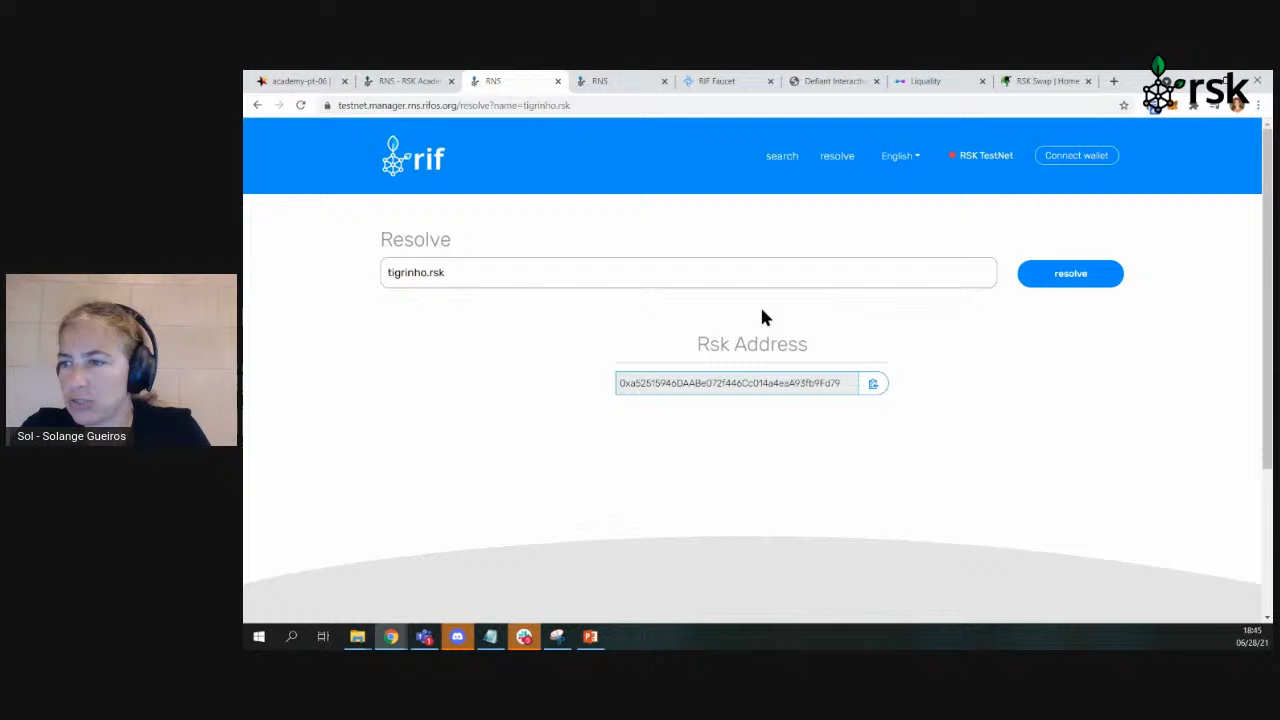 rsk
academy-pt-06 |
RNS - RSK Acade
RNS
RNS
RIF Faucet
Defiant Interacti
Liquality
RSK Swap | Home
testnet.manager.rns.rifos.org/resolve?name=tigrinho.rsk
rif
search
resolve
English
RSK TestNet
Connect wallet
Resolve
tigrinho.rsk
resolve
Rsk Address
0xa52515946DAABe072f446Cc014a4eaA93fb9Fd79
Sol - Solange Gueiros
18:45
06/28/21